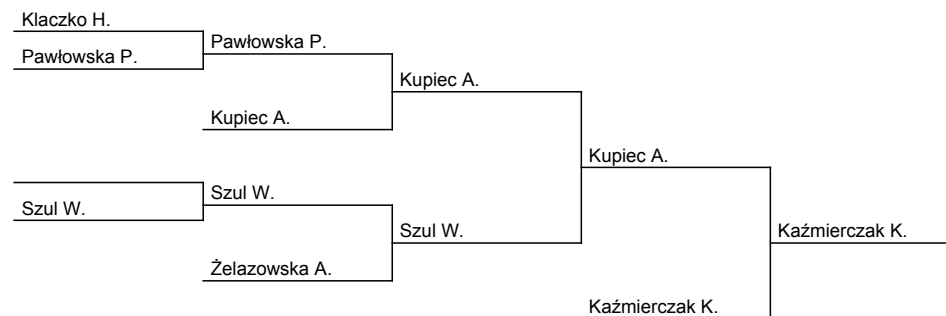 Klaczko H.
Pawłowska P.
Pawłowska P.
Kupiec A.
Kupiec A.
Kupiec A.
Szul W.
Szul W.
Szul W.
Kaźmierczak K.
Żelazowska A.
Kaźmierczak K.